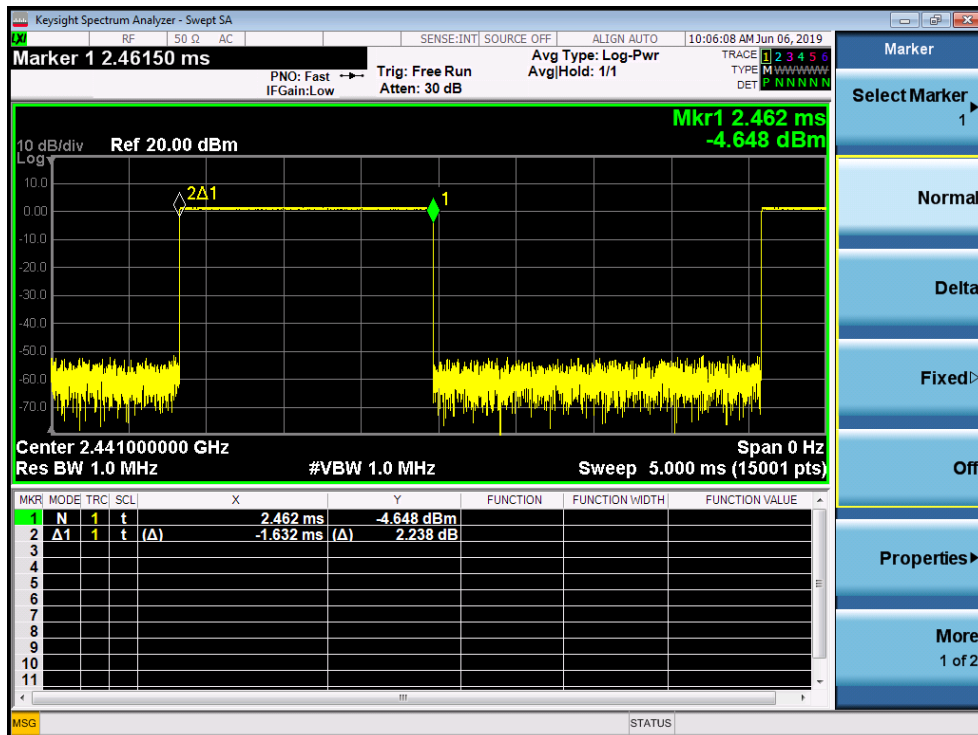 Keysight Spectrum Analyzer - Swept SA
LXI RF 50 Ω AC SENSE:INT SOURCE OFF ALIGN AUTO 10:06:08 AM Jun 06, 2019
Marker 1 2.46150 ms
PNO: Fast
IFGain:Low
Trig: Free Run
Atten: 30 dB
Avg Type: Log-Pwr
Avg|Hold: 1/1
TRACE 1 2 3 4 5 6
TYPE M W W W W W
DET P N N N N N
Mkr1 2.462 ms
-4.648 dBm
10 dB/div Ref 20.00 dBm
Log
10.0
0.00
-10.0
-20.0
-30.0
-40.0
-50.0
-60.0
-70.0
2Δ1
1
Center 2.441000000 GHz Span 0 Hz
Res BW 1.0 MHz #VBW 1.0 MHz Sweep 5.000 ms (15001 pts)
MKR MODE TRC SCL X Y FUNCTION FUNCTION WIDTH FUNCTION VALUE
1 N 1 t 2.462 ms -4.648 dBm
2 Δ1 1 t (Δ) -1.632 ms (Δ) 2.238 dB
3
4
5
6
7
8
9
10
11
MSG STATUS
Marker
Select Marker
1
Normal
Delta
Fixed
Off
Properties
More
1 of 2